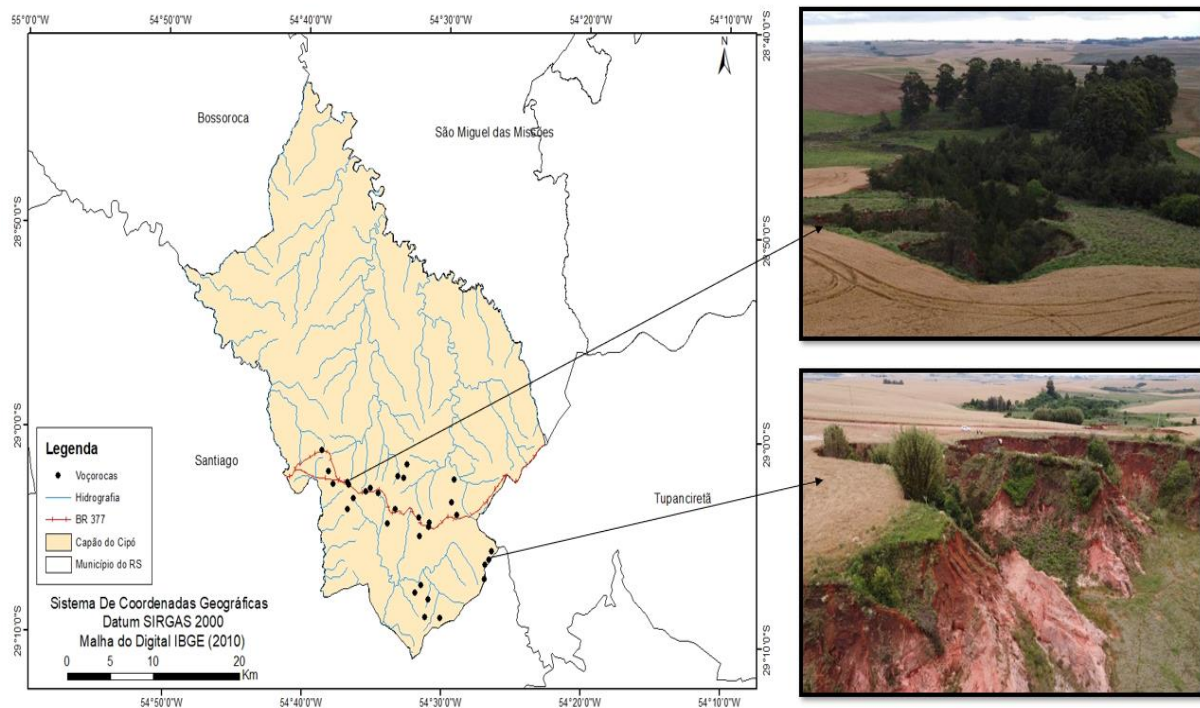 55°0'0"W
54°50'0"W
54°40'0"W
54°30'0"W
54°20'0"W
54°10'0"W
28°40'0"S
N
Bossoroca
São Miguel das Missões
28°50'0"S
28°50'0"S
29°0'0"S
29°0'0"S
Santiago
Tupanciretã
Legenda
Voçorocas
Hidrografia
BR 377
Capão do Cipó
Município do RS
Sistema De Coordenadas Geográficas
Datum SIRGAS 2000
Malha do Digital IBGE (2010)
0 5 10 20
Km
29°10'0"S
29°10'0"S
54°50'0"W
54°40'0"W
54°30'0"W
54°20'0"W
54°10'0"W